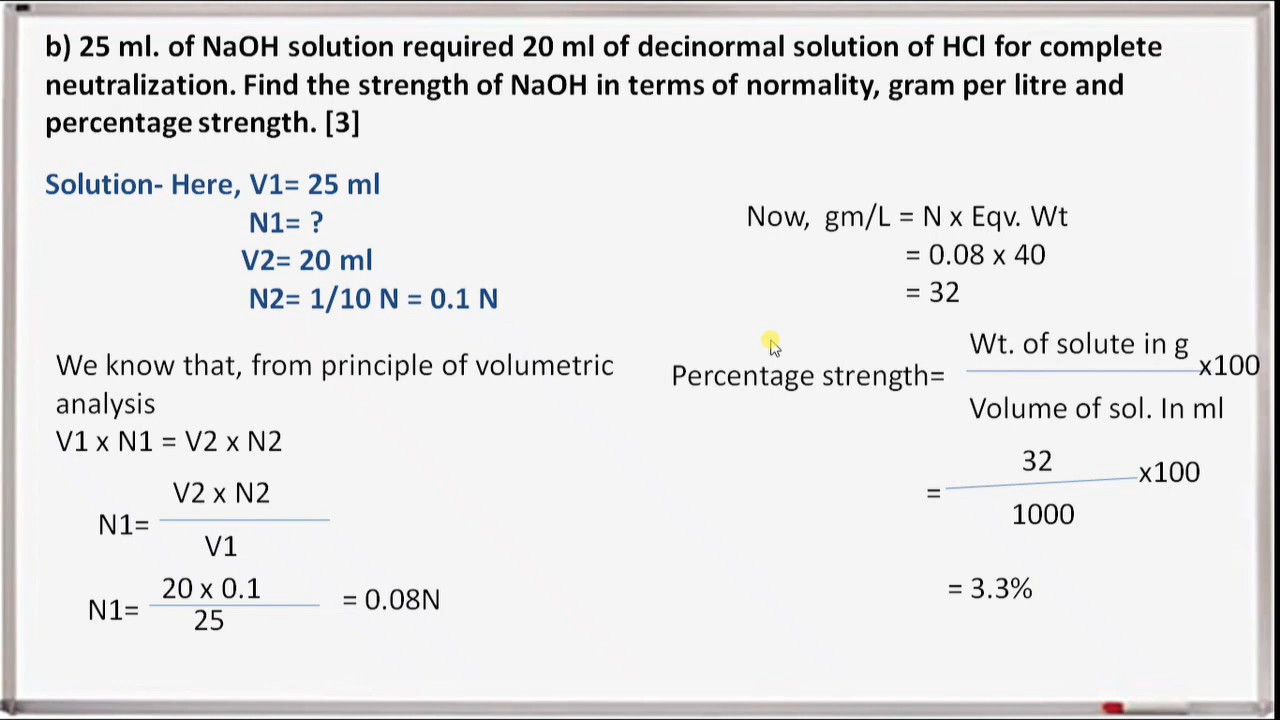 b) 25 ml. of NaOH solution required 20 ml of decinormal solution of HCl for complete
neutralization. Find the strength of NaOH in terms of normality, gram per litre and
percentage strength. [3]
Solution- Here, V1= 25 ml
N1= ?
V2= 20 ml
N2= 1/10 N = 0.1 N
We know that, from principle of volumetric
analysis
V1 x N1 = V2 x N2
V2 x N2
N1=
V1
20 x 0.1
N1=
25
= 0.08N
Now, gm/L = N x Eqv. Wt
= 0.08 x 40
= 32
Wt. of solute in g
Percentage strength=
x100
Volume of sol. In ml
32
=
x100
1000
= 3.3%